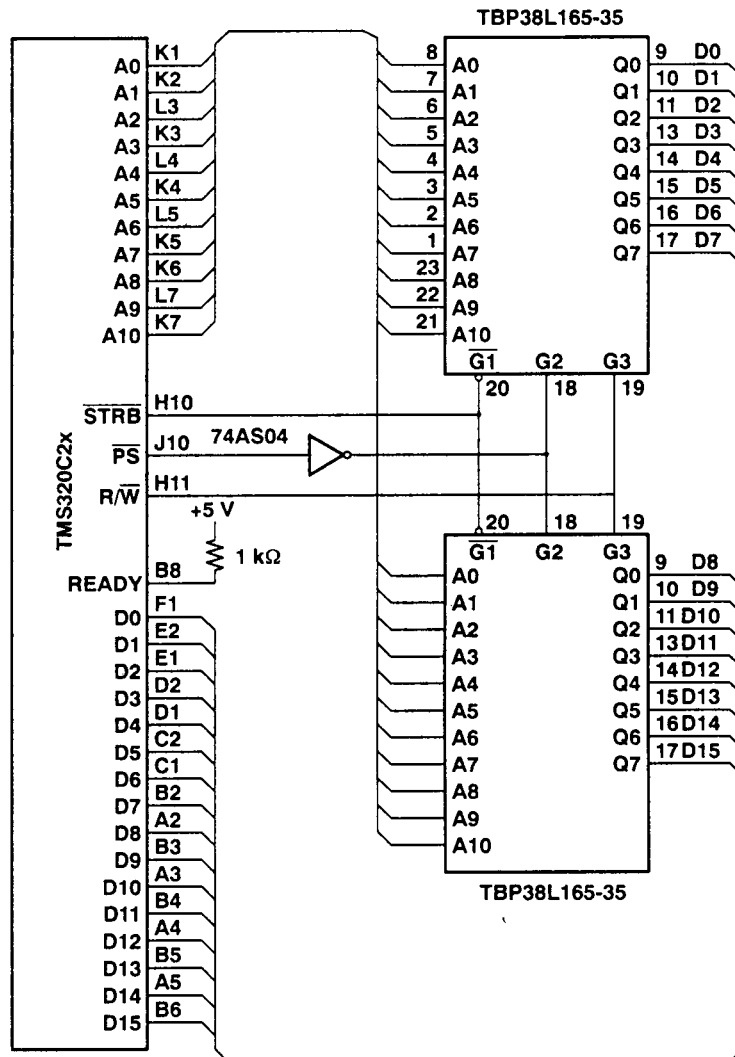 TBP38L165-35
A0 K1
A1 K2
A2 L3
A3 K3
A4 L4
A5 K4
A6 L5
A7 K5
A8 K6
A9 L7
A10 K7
STRB H10
PS J10
R/W H11
READY B8
D0 F1
D1 E2
D2 E1
D3 D2
D4 D1
D5 C2
D6 C1
D7 B2
D8 A2
D9 B3
D10 A3
D11 B4
D12 A4
D13 B5
D14 A5
D15 B6
TMS320C2x
74AS04
+5 V
1 kΩ
8 A0 Q0 9 D0
7 A1 Q1 10 D1
6 A2 Q2 11 D2
5 A3 Q3 13 D3
4 A4 Q4 14 D4
3 A5 Q5 15 D5
2 A6 Q6 16 D6
1 A7 Q7 17 D7
23 A8
22 A9
21 A10
G1 G2 G3
20 18 19
20 18 19
G1 G2 G3
A0 Q0 9 D8
A1 Q1 10 D9
A2 Q2 11 D10
A3 Q3 13 D11
A4 Q4 14 D12
A5 Q5 15 D13
A6 Q6 16 D14
A7 Q7 17 D15
A8
A9
A10
TBP38L165-35